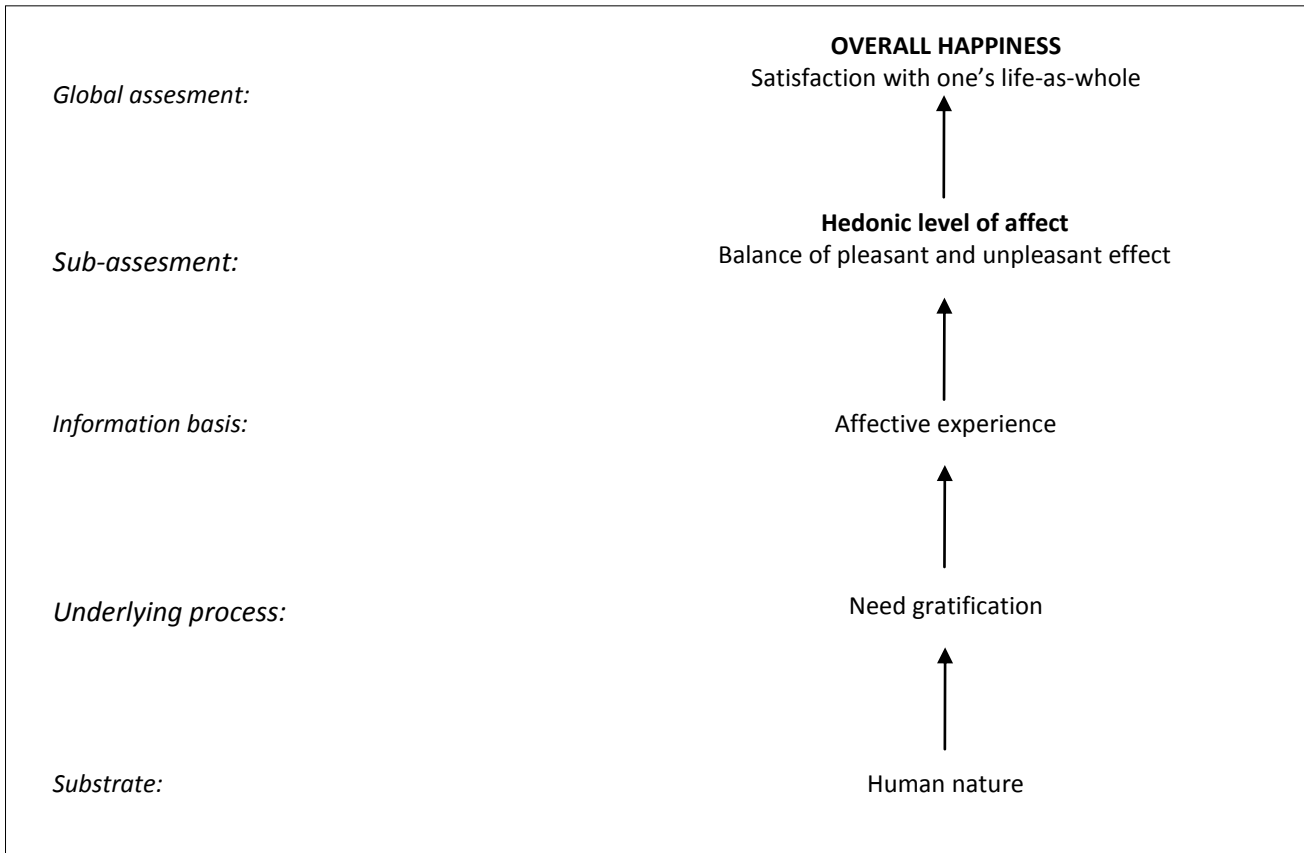 OVERALL HAPPINESS
Global assesment:
Satisfaction with one’s life-as-whole
Hedonic level of affect
Sub-assesment:
Balance of pleasant and unpleasant effect
Information basis:
Affective experience
Underlying process:
Need gratification
Substrate:
Human nature